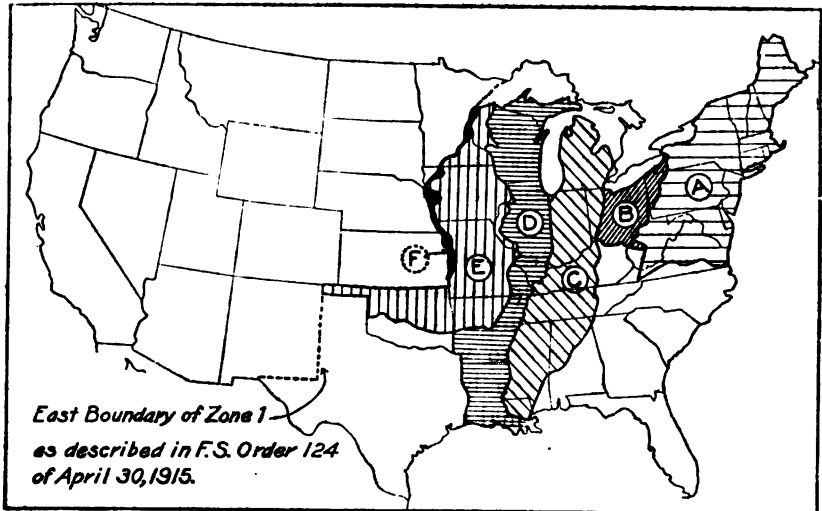 A
B
D
F
E
C
East Boundary of Zone 1
as described in F.S. Order 124
of April 30, 1915.